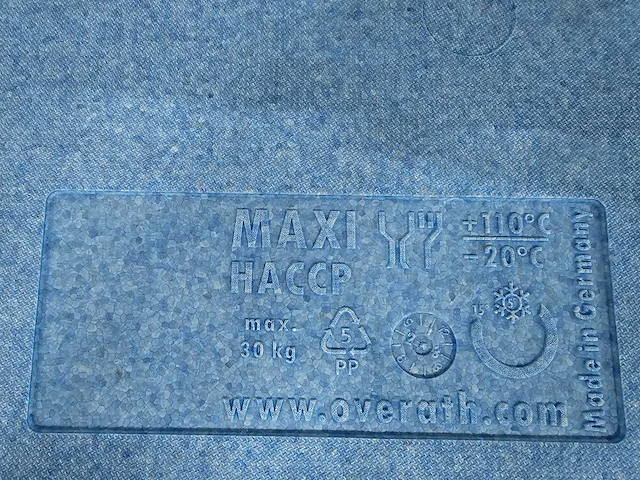 MAXI
HACCP
+110°C
-20°C
max.
30 kg
5
PP
www.overath.com
Made in Germany